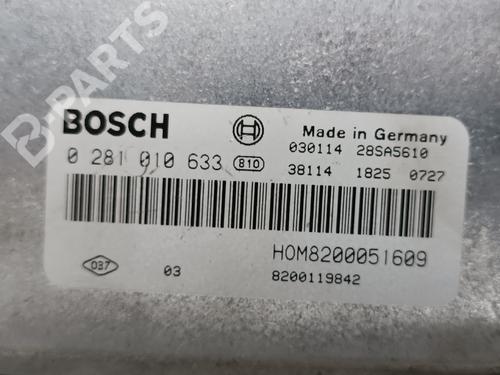 B-PARTS
BOSCH
Made in Germany
0 281 010 633 810
030114 28SA5610
38114 1825 0727
HOM8200051609
037 03
8200119842